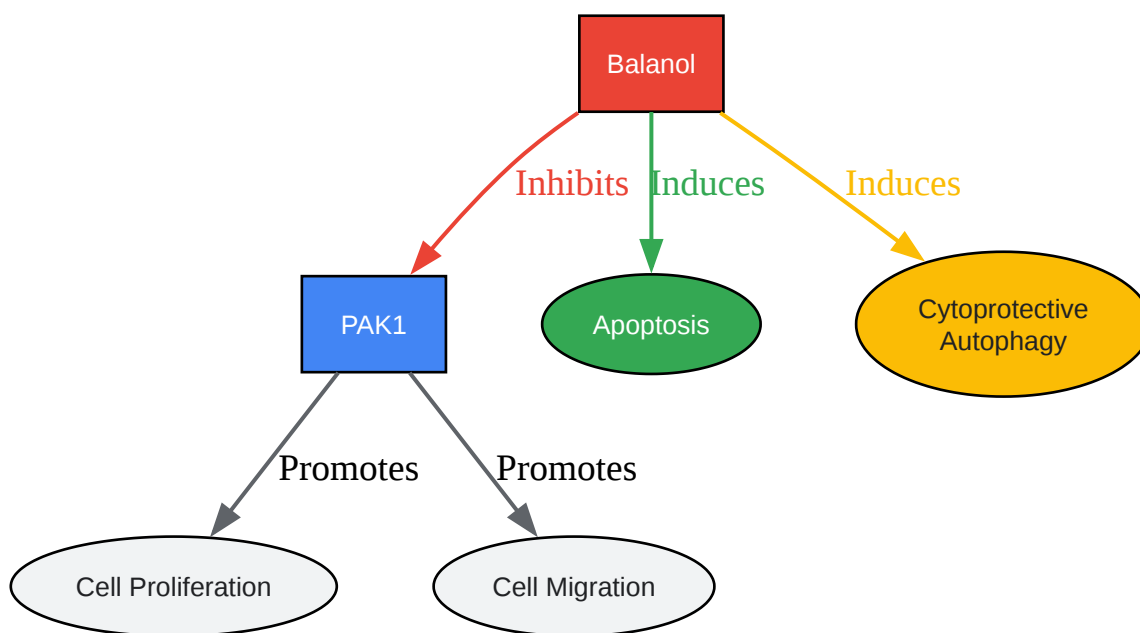 Balanol
Inhibits
Induces
Induces
PAK1
Apoptosis
Cytoprotective
Autophagy
Promotes
Promotes
Cell Proliferation
Cell Migration